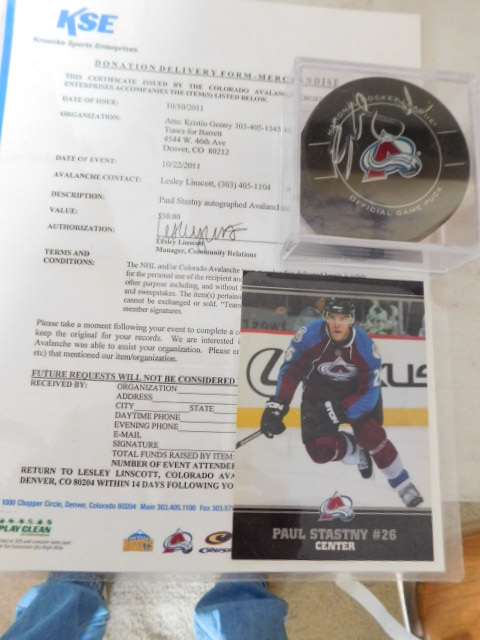 KSE
Kroenke Sports Enterprises
DONATION DELIVERY FORM-MERCHANDISE
THIS CERTIFICATE ISSUED BY THE COLORADO AVALAN
ENTERPRISES ACCOMPANIES THE ITEM(S) LISTED BELOW.
DATE OF ISSUE: 10/10/2011
ORGANIZATION: Attn: Kristin Geary 303-405-1343
Tunes for Barrett
4544 W. 46th Ave
Denver, CO 80212
DATE OF EVENT: 10/22/2011
AVALANCHE CONTACT: Lesley Linscott, (303) 405-1104
DESCRIPTION: Paul Stastny autographed Avalan
VALUE: $50.00
AUTHORIZATION:
Lesley Linscott
Manager, Community Relations
TERMS AND CONDITIONS: The NHL and/or Colorado Avalanche
for the personal use of the recipient an
other purpose including, and without
and sweepstakes. The item(s) pertain
cannot be exchanged or sold. "Team
member signatures.
Please take a moment following your event to complete a
keep the original for your records. We are interested
Avalanche was able to assist your organization. Please
etc) that mentioned our item/organization.
FUTURE REQUESTS WILL NOT BE CONSIDERED
RECEIVED BY: ORGANIZATION
ADDRESS
CITY STATE
DAYTIME PHONE
EVENING PHONE
E-MAIL
SIGNATURE
TOTAL FUNDS RAISED BY ITEM:
NUMBER OF EVENT ATTENDE
RETURN TO LESLEY LINSCOTT, COLORADO AVA
DENVER, CO 80204 WITHIN 14 DAYS FOLLOWING YO
1000 Chopper Circle, Denver, Colorado 80204 Main 303.405.1100 Fax 303.57
PLAY CLEAN
OFFICIAL GAME PUCK
PAUL STASTNY #26
CENTER